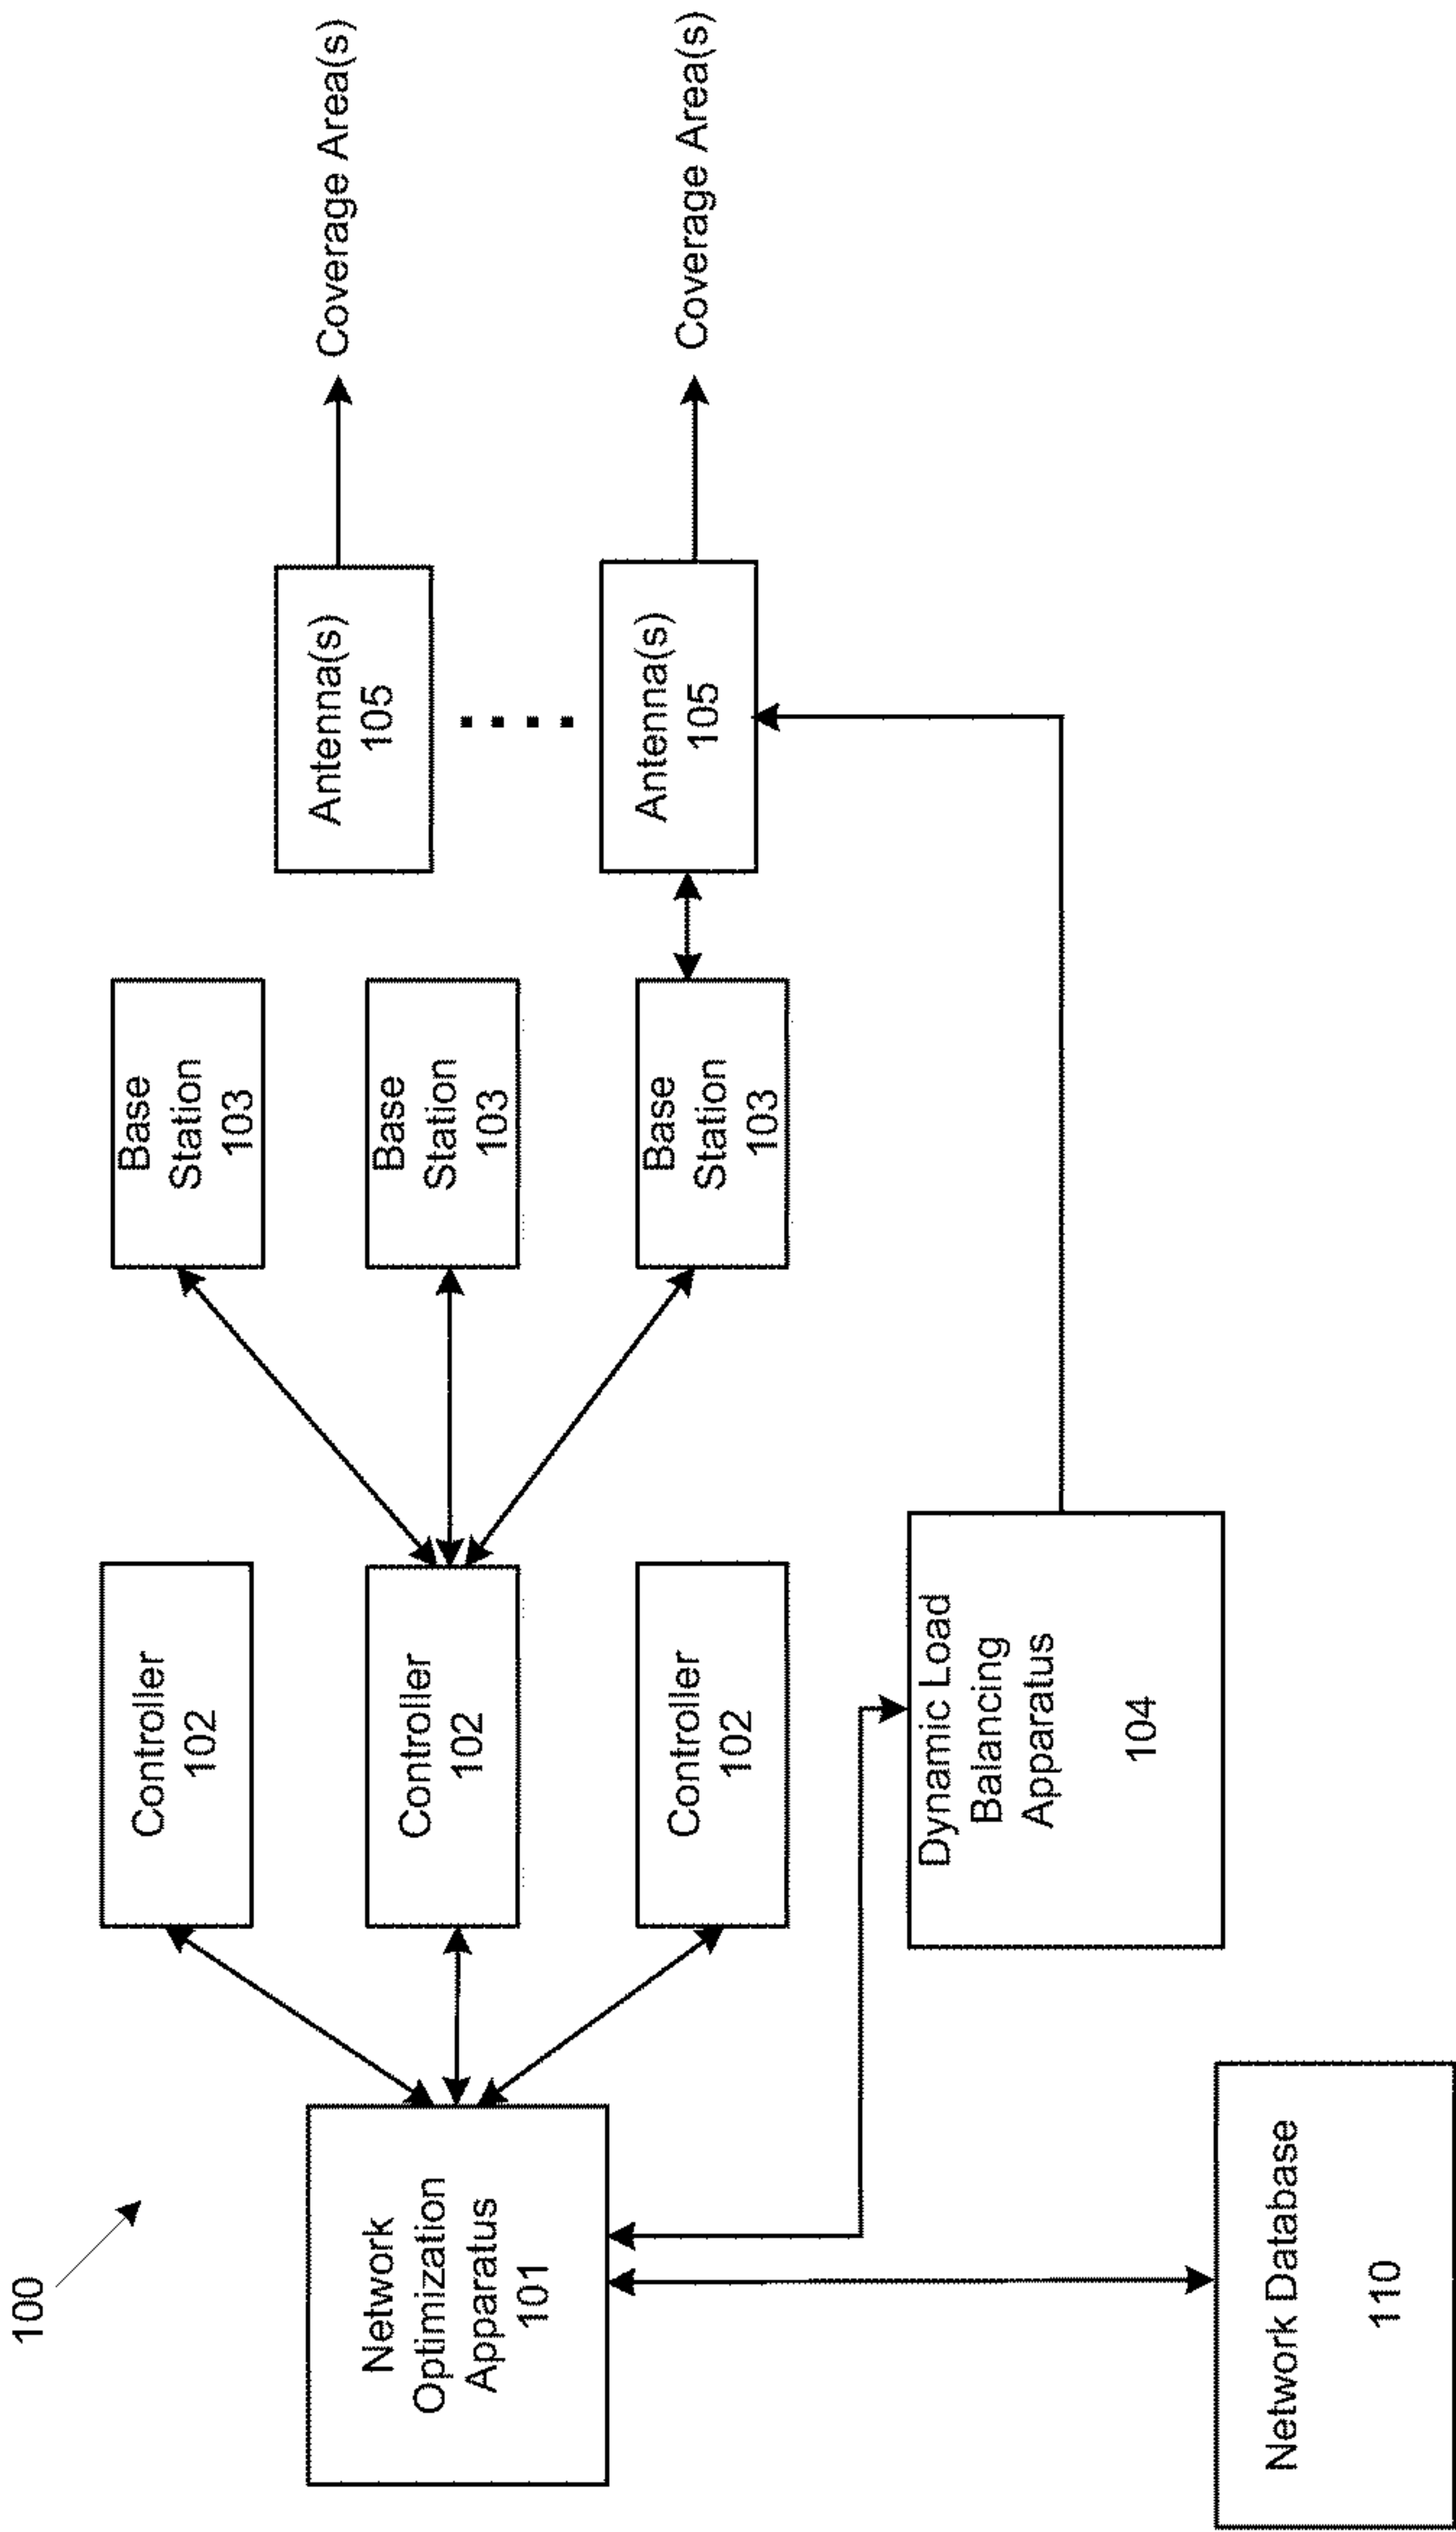 100
Network
Optimization
Apparatus
101
Controller
102
Controller
102
Controller
102
Base
Station
103
Base
Station
103
Base
Station
103
Antenna(s)
105
Antenna(s)
105
Coverage Area(s)
Coverage Area(s)
Dynamic Load
Balancing
Apparatus
104
Network Database
110